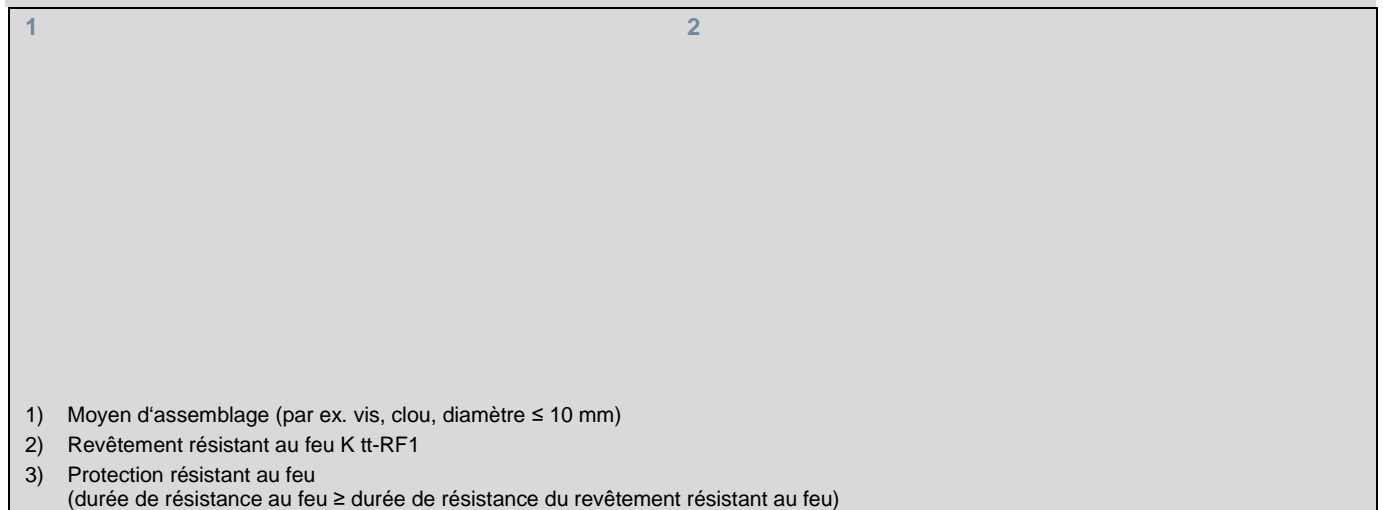 1 2
1) Moyen d‘assemblage (par ex. vis, clou, diamètre ≤ 10 mm)
2) Revêtement résistant au feu K tt-RF1
3) Protection résistant au feu
(durée de résistance au feu ≥ durée de résistance du revêtement résistant au feu)